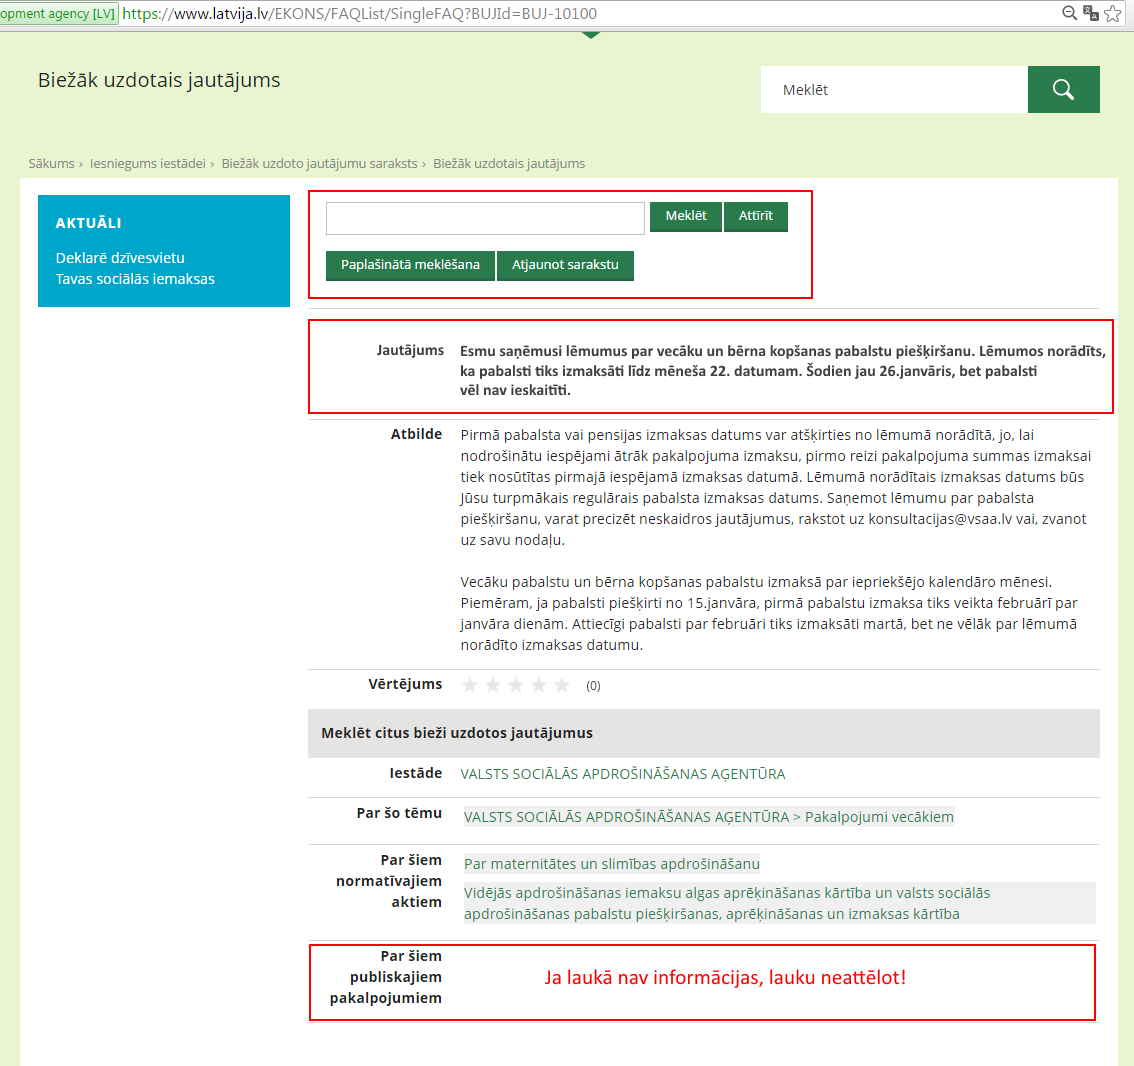 opment agency [LV] https://www.latvija.lv/EKONS/FAQList/SingleFAQ?BUJId=BUJ-10100
Biežāk uzdotais jautājums
Meklēt
Sākums › Iesniegums iestādei › Biežāk uzdoto jautājumu saraksts › Biežāk uzdotais jautājums
AKTUĀLI
Deklarē dzīvesvietu
Tavas sociālās iemaksas
Meklēt Attīrīt
Paplašinātā meklēšana Atjaunot sarakstu
Jautājums Esmu saņēmusi lēmumus par vecāku un bērna kopšanas pabalstu piešķiršanu. Lēmumos norādīts,
ka pabalsti tiks izmaksāti līdz mēneša 22. datumam. Šodien jau 26.janvāris, bet pabalsti
vēl nav ieskaitīti.
Atbilde Pirmā pabalsta vai pensijas izmaksas datums var atšķirties no lēmumā norādītā, jo, lai
nodrošinātu iespējami ātrāk pakalpojuma izmaksu, pirmo reizi pakalpojuma summas izmaksai
tiek nosūtītas pirmajā iespējamā izmaksas datumā. Lēmumā norādītais izmaksas datums būs
Jūsu turpmākais regulārais pabalsta izmaksas datums. Saņemot lēmumu par pabalsta
piešķiršanu, varat precizēt neskaidros jautājumus, rakstot uz konsultacijas@vsaa.lv vai, zvanot
uz savu nodaļu.
Vecāku pabalstu un bērna kopšanas pabalstu izmaksā par iepriekšējo kalendāro mēnesi.
Piemēram, ja pabalsti piešķirti no 15.janvāra, pirmā pabalstu izmaksa tiks veikta februārī par
janvāra dienām. Attiecīgi pabalsti par februāri tiks izmaksāti martā, bet ne vēlāk par lēmumā
norādīto izmaksas datumu.
Vērtējums (0)
Meklēt citus bieži uzdotos jautājumus
Iestāde VALSTS SOCIĀLĀS APDROŠINĀŠANAS AĢENTŪRA
Par šo tēmu VALSTS SOCIĀLĀS APDROŠINĀŠANAS AĢENTŪRA > Pakalpojumi vecākiem
Par šiem
normatīvajiem
aktiem
Par maternitātes un slimības apdrošināšanu
Vidējās apdrošināšanas iemaksu algas aprēķināšanas kārtība un valsts sociālās
apdrošināšanas pabalstu piešķiršanas, aprēķināšanas un izmaksas kārtība
Par šiem
publiskajiem
pakalpojumiem
Ja laukā nav informācijas, lauku neattēlot!